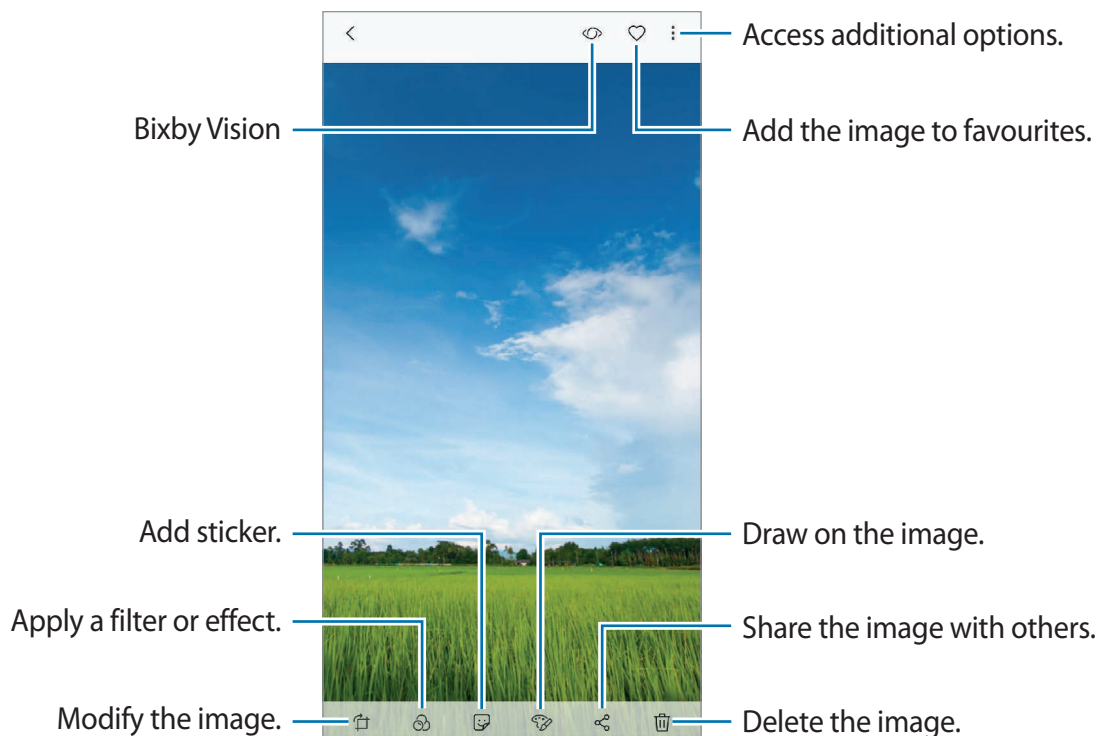 Access additional options.
Bixby Vision
Add the image to favourites.
Add sticker.
Draw on the image.
Apply a filter or effect.
Share the image with others.
Modify the image.
Delete the image.